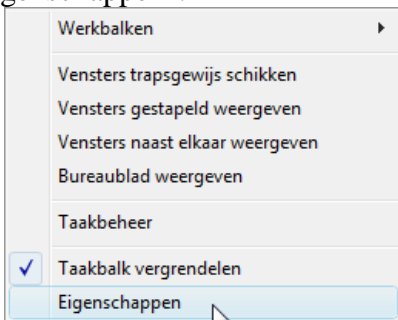 Werkbalken
Vensters trapsgewijs schikken
Vensters gestapeld weergeven
Vensters naast elkaar weergeven
Bureaublad weergeven
Taakbeheer
Taakbalk vergrendelen
Eigenschappen